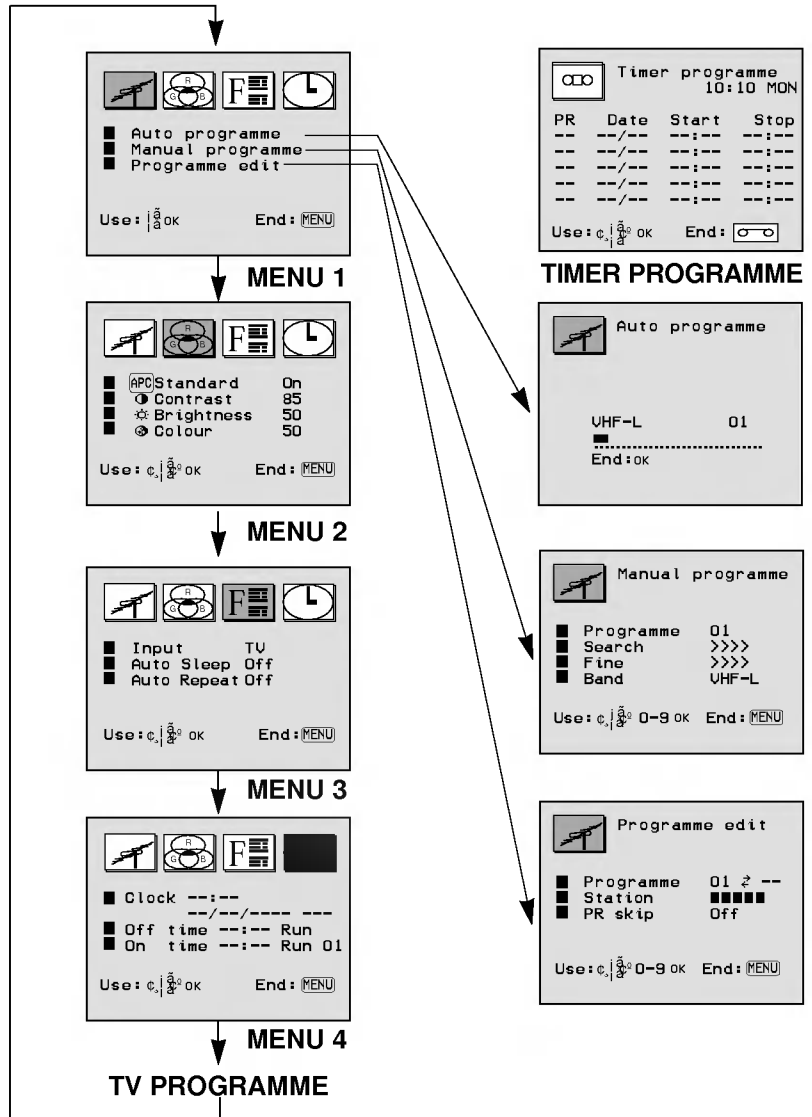 R
G B
F
Auto programme
Manual programme
Programme edit
Use: OK End: MENU
MENU 1
R
G B
F
APC Standard On
Contrast 85
Brightness 50
Colour 50
Use: OK End: MENU
MENU 2
R
G B
F
Input TV
Auto Sleep Off
Auto Repeat Off
Use: OK End: MENU
MENU 3
R
G B
F
Clock --:--
--/--/---- ---
Off time --:-- Run
On time --:-- Run 01
Use: OK End: MENU
MENU 4
TV PROGRAMME
Timer programme
10:10 MON
PR Date Start Stop
-- --/-- --:-- --:--
-- --/-- --:-- --:--
-- --/-- --:-- --:--
-- --/-- --:-- --:--
-- --/-- --:-- --:--
Use: OK End:
TIMER PROGRAMME
Auto programme
VHF-L 01
End:OK
Manual programme
Programme 01
Search >>>>
Fine >>>>
Band VHF-L
Use: 0-9 OK End: MENU
Programme edit
Programme 01 ⇄ --
Station ■■■■■
PR skip Off
Use: 0-9 OK End: MENU